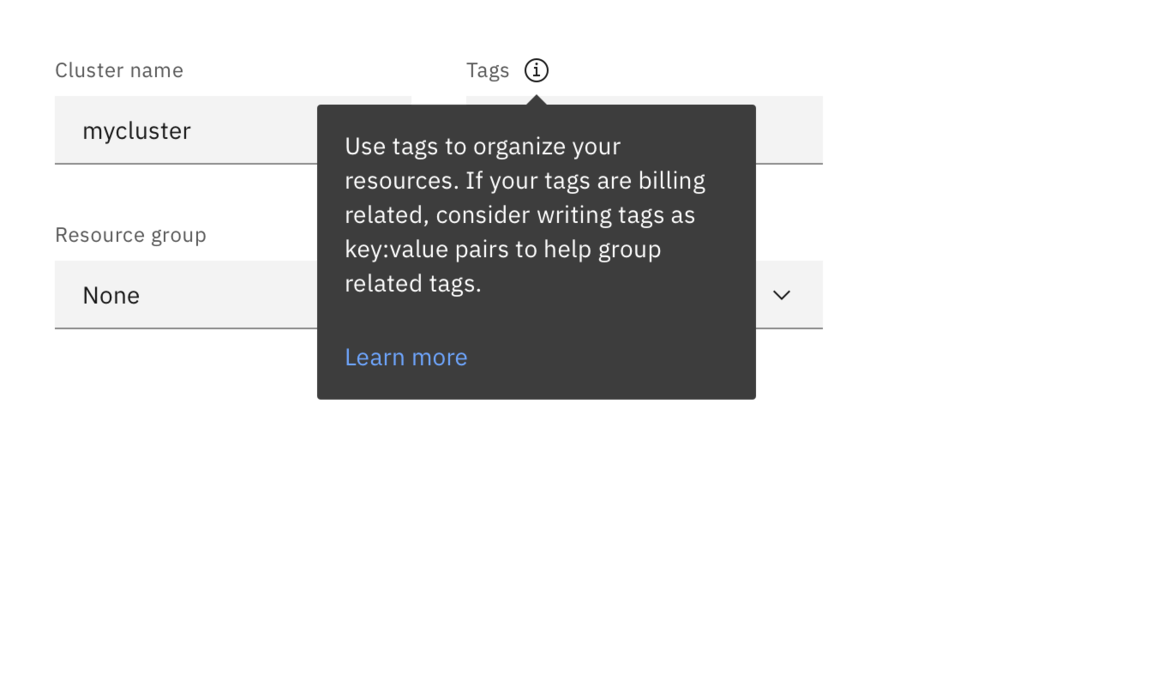 Cluster name
Tags
mycluster
Use tags to organize your
resources. If your tags are billing
related, consider writing tags as
key:value pairs to help group
related tags.
Learn more
Resource group
None